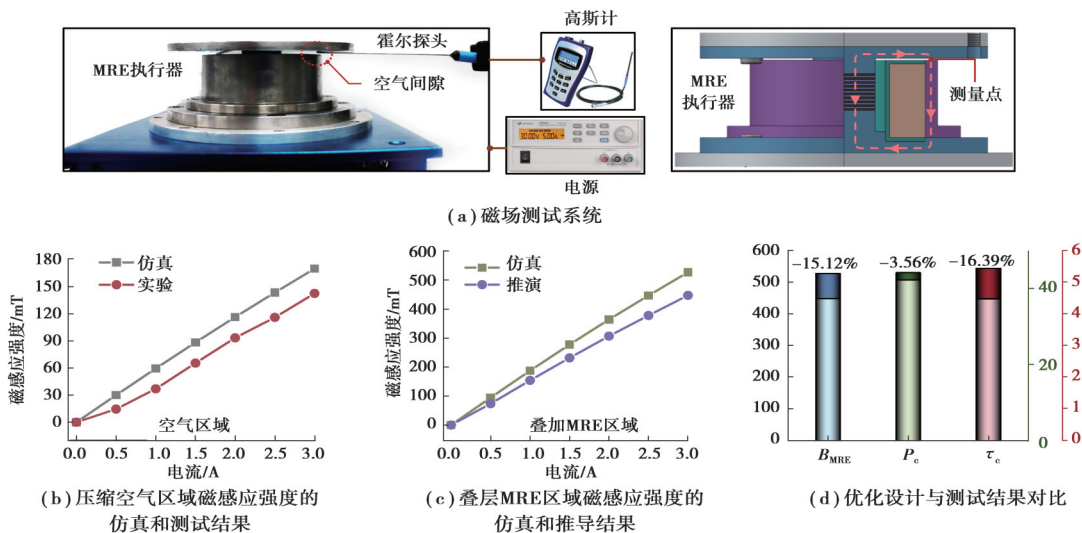 高斯计
霍尔探头
MRE执行器
空气间隙
30.00V 5.00A
电源
MRE
执行器
测量点
(a)磁场测试系统
180
150
120
90
60
30
0
磁感应强度/mT
仿真
实验
空气区域
0.0 0.5 1.0 1.5 2.0 2.5 3.0
电流/A
(b)压缩空气区域磁感应强度的
仿真和测试结果
600
500
400
300
200
100
0
磁感应强度/mT
仿真
推演
叠加MRE区域
0.0 0.5 1.0 1.5 2.0 2.5 3.0
电流/A
(c)叠层MRE区域磁感应强度的
仿真和推导结果
600
500
400
300
200
100
0
-15.12% -3.56% -16.39%
B_MRE P_c τ_c
40
20
0
6
5
4
3
2
1
0
(d)优化设计与测试结果对比